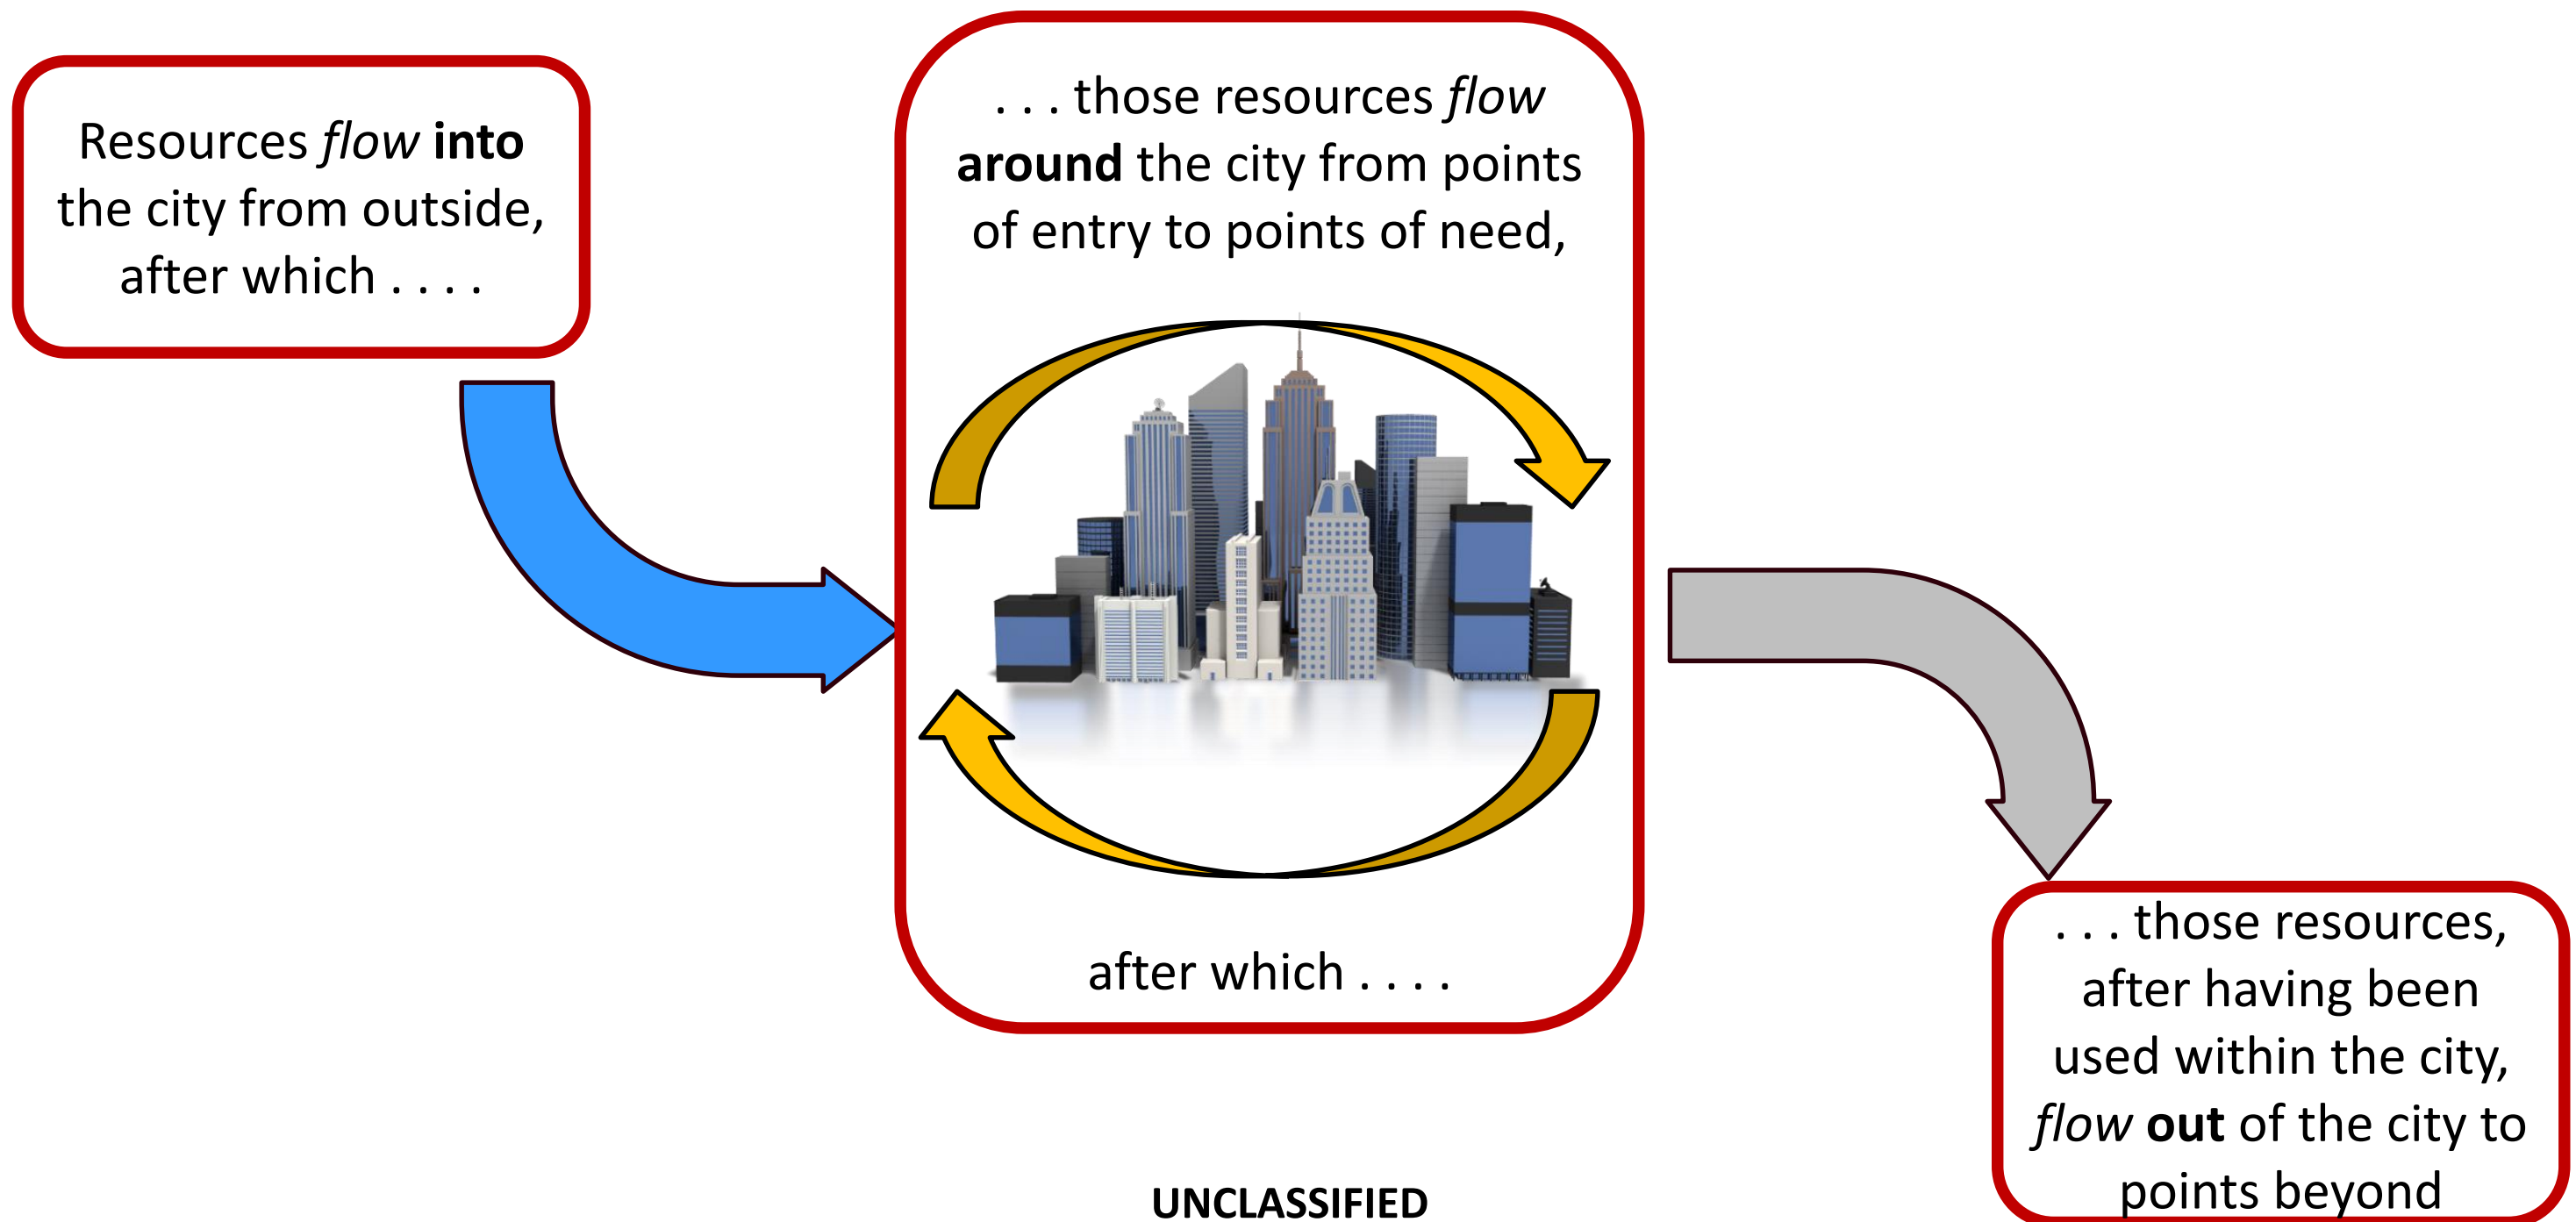 Resources flow into
the city from outside,
after which . . . .
. . . those resources flow
around the city from points
of entry to points of need,
after which . . . .
. . . those resources,
after having been
used within the city,
flow out of the city to
points beyond
UNCLASSIFIED